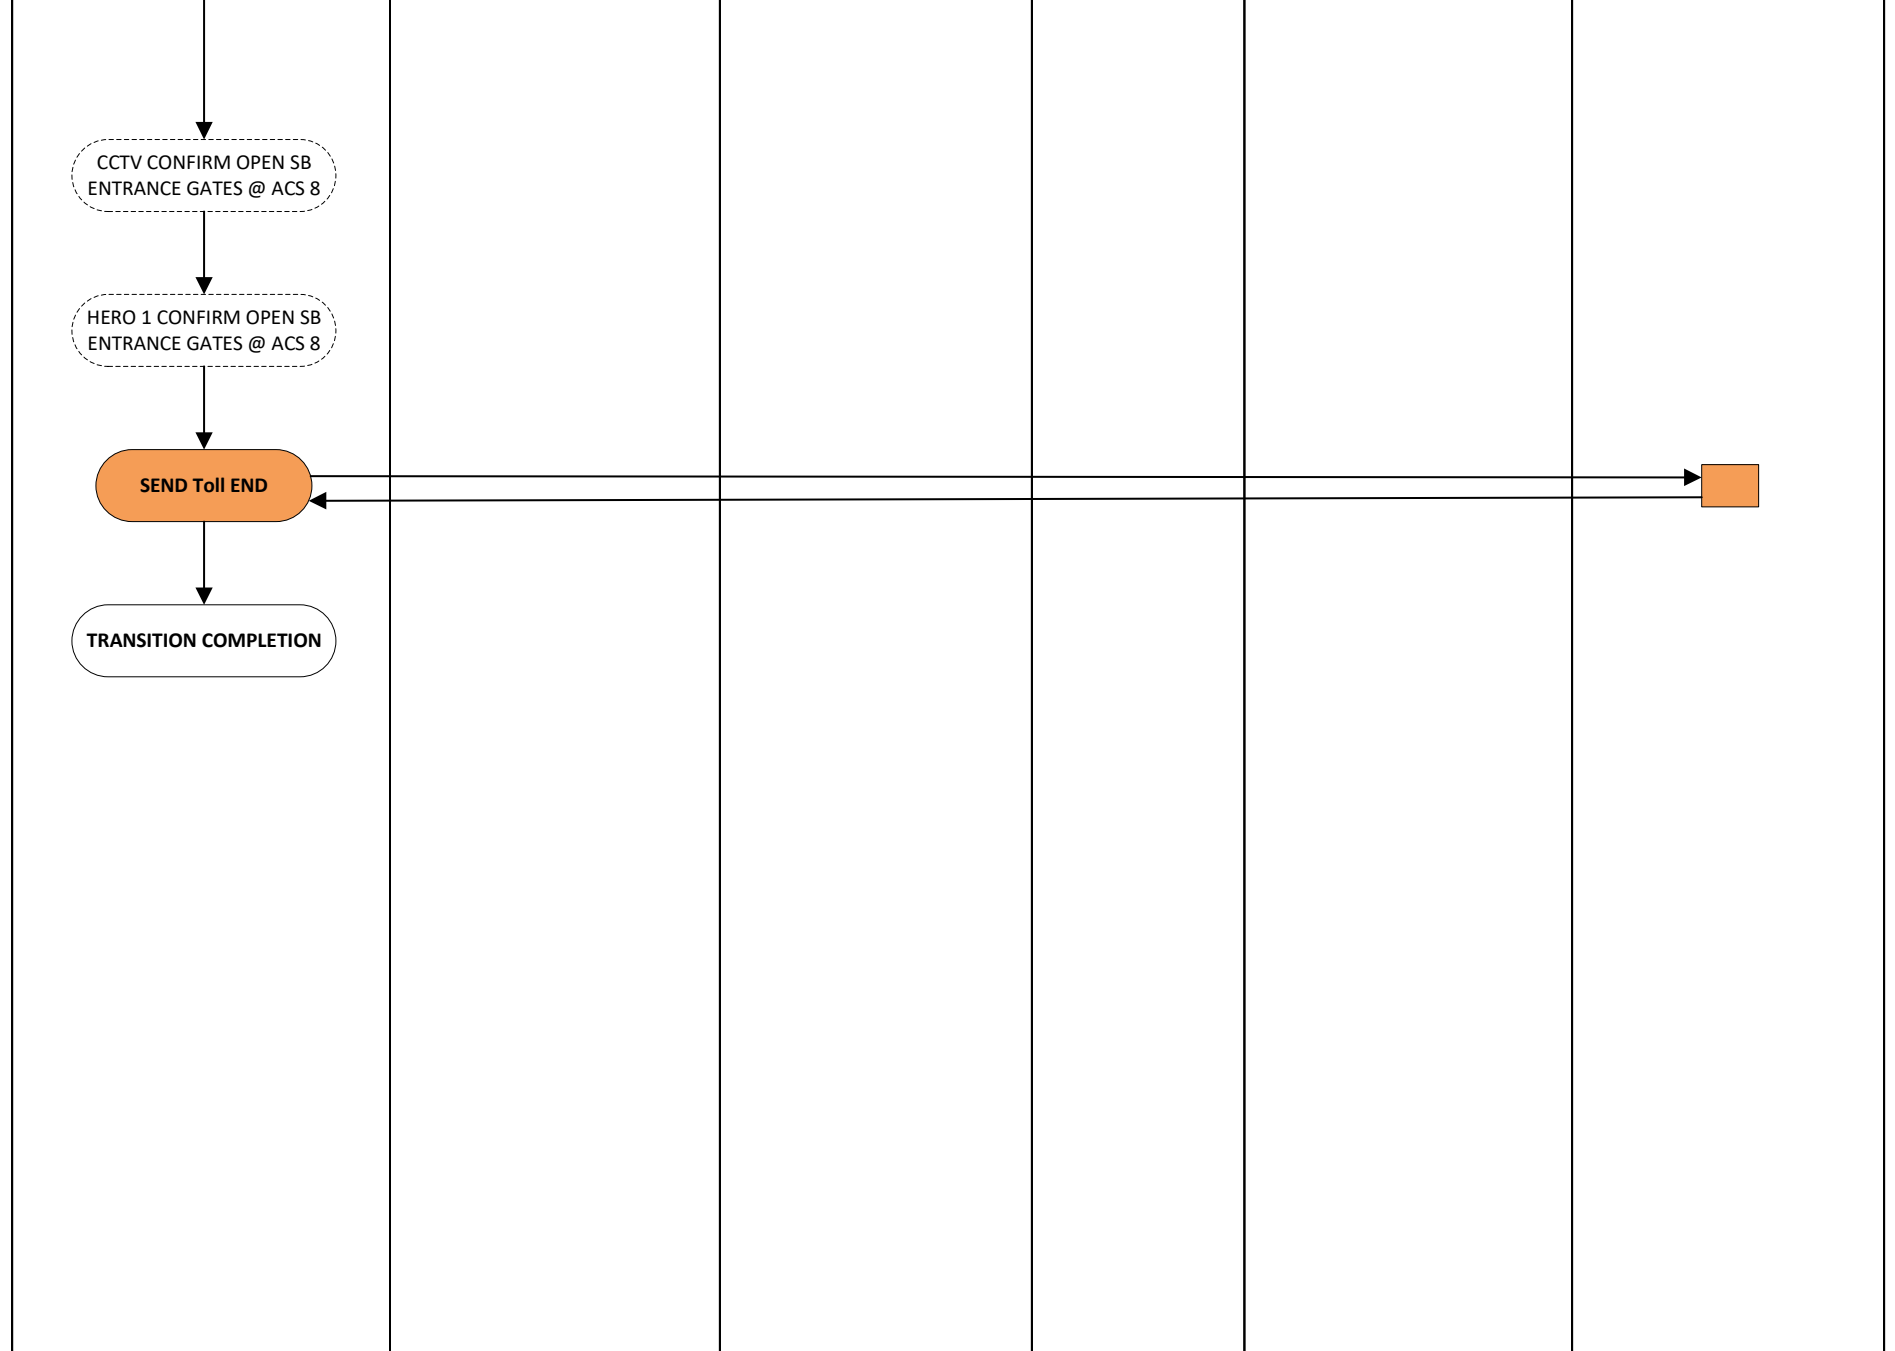 CCTV CONFIRM OPEN SB
ENTRANCE GATES @ ACS 8
HERO 1 CONFIRM OPEN SB
ENTRANCE GATES @ ACS 8
SEND Toll END
TRANSITION COMPLETION